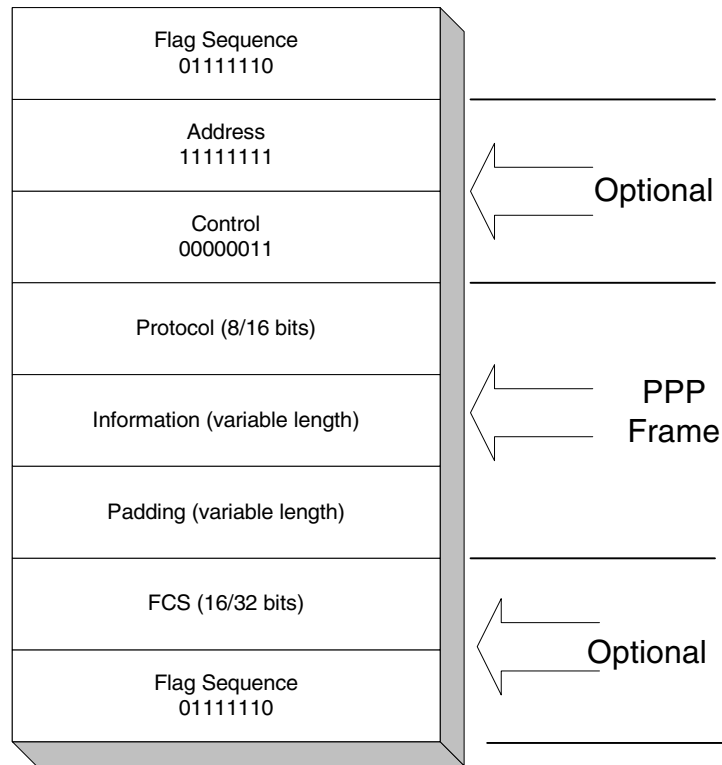 Flag Sequence
01111110
Address
11111111
Control
00000011
Optional
Protocol (8/16 bits)
Information (variable length)
Padding (variable length)
PPP
Frame
FCS (16/32 bits)
Flag Sequence
01111110
Optional